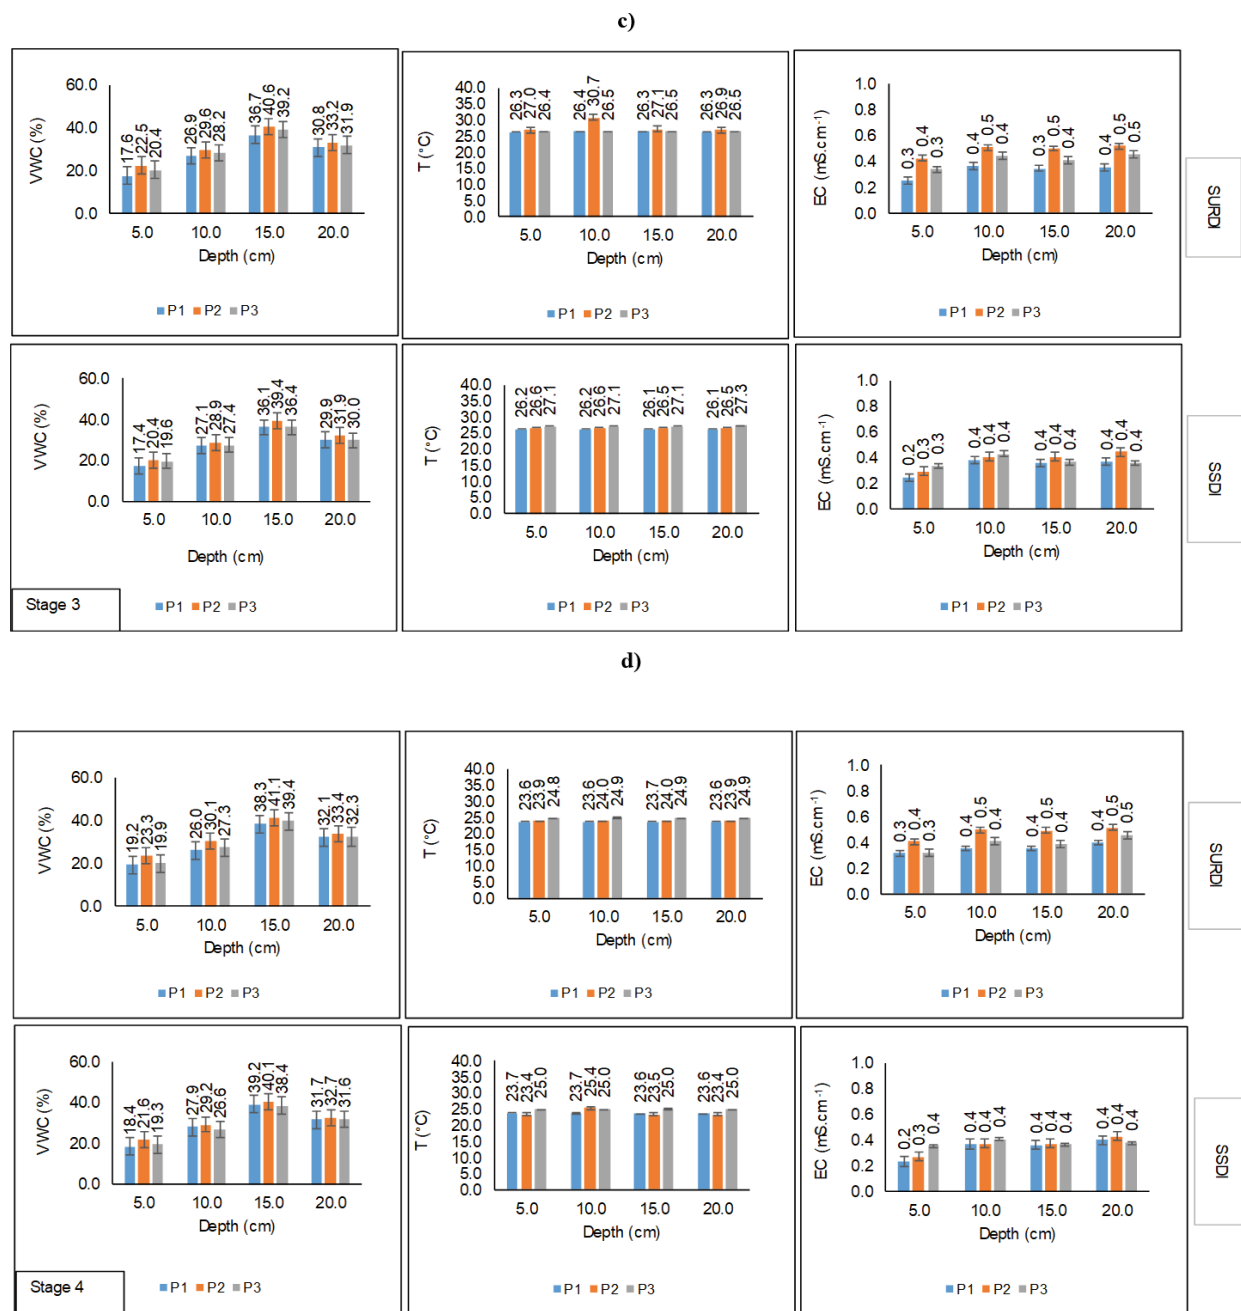 c)
60.0
40.0
20.0
0.0
VWC (%)
17.6 22.5 20.4
26.9 29.6 28.2
36.7 40.6 39.2
30.8 33.2 31.9
5.0 10.0 15.0 20.0
Depth (cm)
P1 P2 P3
40.0
35.0
30.0
25.0
20.0
15.0
10.0
5.0
0.0
T (°C)
26.3 27.0 26.4
26.4 30.7 26.5
26.3 27.1 26.5
26.3 26.9 26.5
5.0 10.0 15.0 20.0
Depth (cm)
P1 P2 P3
1.0
0.8
0.6
0.4
0.2
0.0
EC (mS.cm⁻¹)
0.3 0.4 0.3
0.4 0.5 0.4
0.3 0.5 0.4
0.4 0.5 0.5
5.0 10.0 15.0 20.0
Depth (cm)
P1 P2 P3
SURDI
60.0
40.0
20.0
0.0
VWC (%)
17.4 20.4 19.6
27.1 28.9 27.4
36.1 39.4 36.4
29.9 31.9 30.0
5.0 10.0 15.0 20.0
Depth (cm)
P1 P2 P3
Stage 3
40.0
35.0
30.0
25.0
20.0
15.0
10.0
5.0
0.0
T (°C)
26.2 26.6 27.1
26.2 26.6 27.1
26.1 26.5 27.1
26.1 26.5 27.3
5.0 10.0 15.0 20.0
Depth (cm)
P1 P2 P3
1.0
0.8
0.6
0.4
0.2
0.0
EC (mS.cm⁻¹)
0.2 0.3 0.3
0.4 0.4 0.4
0.4 0.4 0.4
0.4 0.4 0.4
5.0 10.0 15.0 20.0
Depth (cm)
P1 P2 P3
SSDI
d)
60.0
40.0
20.0
0.0
VWC (%)
19.2 23.3 19.9
26.0 30.1 27.3
38.3 41.1 39.4
32.1 33.4 32.3
5.0 10.0 15.0 20.0
Depth (cm)
P1 P2 P3
40.0
35.0
30.0
25.0
20.0
15.0
10.0
5.0
0.0
T (°C)
23.6 23.9 24.8
23.6 24.0 24.9
23.7 24.0 24.9
23.6 23.9 24.9
5.0 10.0 15.0 20.0
Depth (cm)
P1 P2 P3
1.0
0.8
0.6
0.4
0.2
0.0
EC (mS.cm⁻¹)
0.3 0.4 0.3
0.4 0.5 0.4
0.4 0.5 0.4
0.4 0.5 0.5
5.0 10.0 15.0 20.0
Depth (cm)
P1 P2 P3
SURDI
60.0
40.0
20.0
0.0
VWC (%)
18.4 21.6 19.3
27.9 29.2 26.6
39.2 40.1 38.4
31.7 32.7 31.6
5.0 10.0 15.0 20.0
Depth (cm)
P1 P2 P3
Stage 4
40.0
35.0
30.0
25.0
20.0
15.0
10.0
5.0
0.0
T (°C)
23.7 23.4 25.0
23.7 25.4 25.0
23.6 23.5 25.0
23.6 23.4 25.0
5.0 10.0 15.0 20.0
Depth (cm)
P1 P2 P3
1.0
0.8
0.6
0.4
0.2
0.0
EC (mS.cm⁻¹)
0.2 0.3 0.4
0.4 0.4 0.4
0.4 0.4 0.4
0.4 0.4 0.4
5.0 10.0 15.0 20.0
Depth (cm)
P1 P2 P3
SSDI